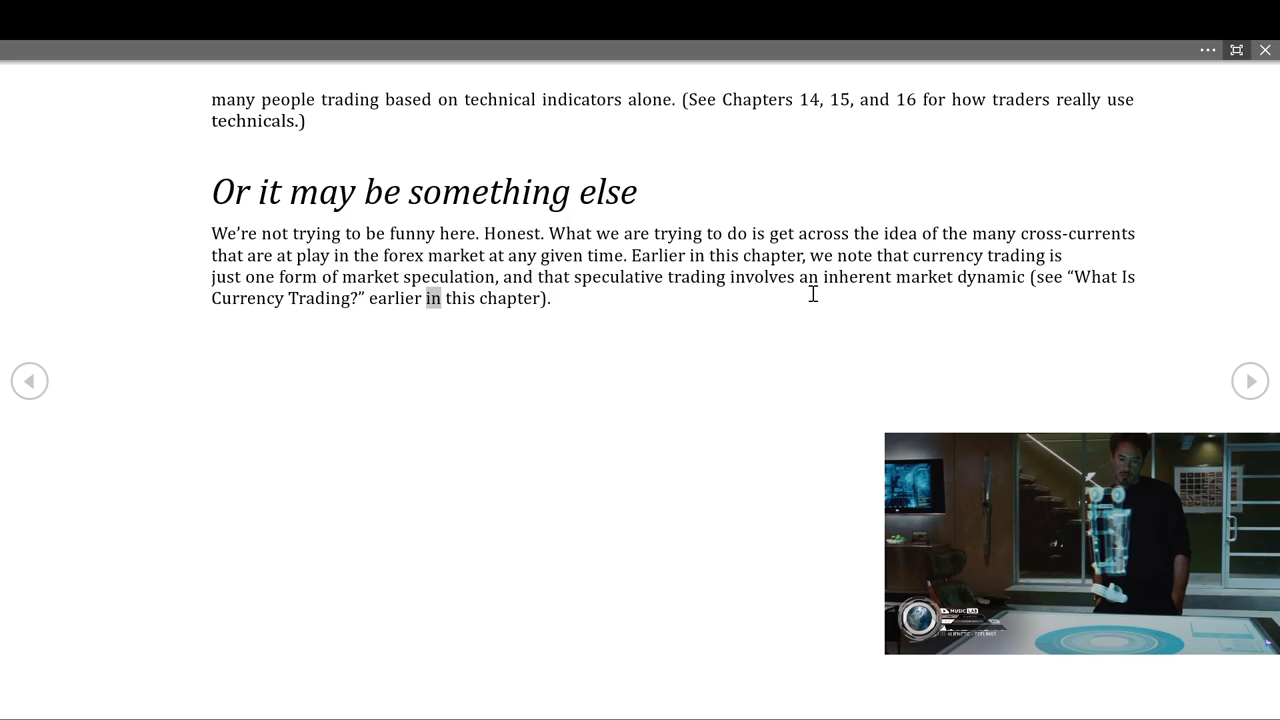 many people trading based on technical indicators alone. (See Chapters 14, 15, and 16 for how traders really use
technicals.)
Or it may be something else
We’re not trying to be funny here. Honest. What we are trying to do is get across the idea of the many cross-currents
that are at play in the forex market at any given time. Earlier in this chapter, we note that currency trading is
just one form of market speculation, and that speculative trading involves an inherent market dynamic (see “What Is
Currency Trading?” earlier in this chapter).
MUSIC LAB